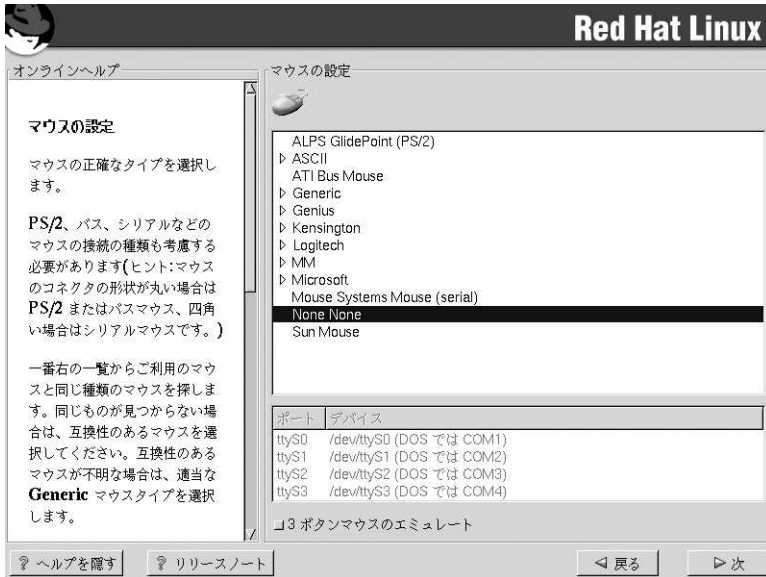 Red Hat Linux
オンラインヘルプ
マウスの設定
マウスの正確なタイプを選択し
ます。
PS/2、バス、シリアルなどの
マウスの接続の種類も考慮する
必要があります(ヒント:マウス
のコネクタの形状が丸い場合は
PS/2 またはバスマウス、四角
い場合はシリアルマウスです。)
一番右の一覧からご利用のマウ
スと同じ種類のマウスを探しま
す。同じものが見つからない場
合は、互換性のあるマウスを選
択してください。互換性のある
マウスが不明な場合は、適当な
Generic マウスタイプを選択
します。
マウスの設定
ALPS GlidePoint (PS/2)
ASCII
ATI Bus Mouse
Generic
Genius
Kensington
Logitech
MM
Microsoft
Mouse Systems Mouse (serial)
None None
Sun Mouse
ポート デバイス
ttyS0 /dev/ttyS0 (DOS では COM1)
ttyS1 /dev/ttyS1 (DOS では COM2)
ttyS2 /dev/ttyS2 (DOS では COM3)
ttyS3 /dev/ttyS3 (DOS では COM4)
3 ボタンマウスのエミュレート
? ヘルプを隠す
? リリースノート
戻る
次